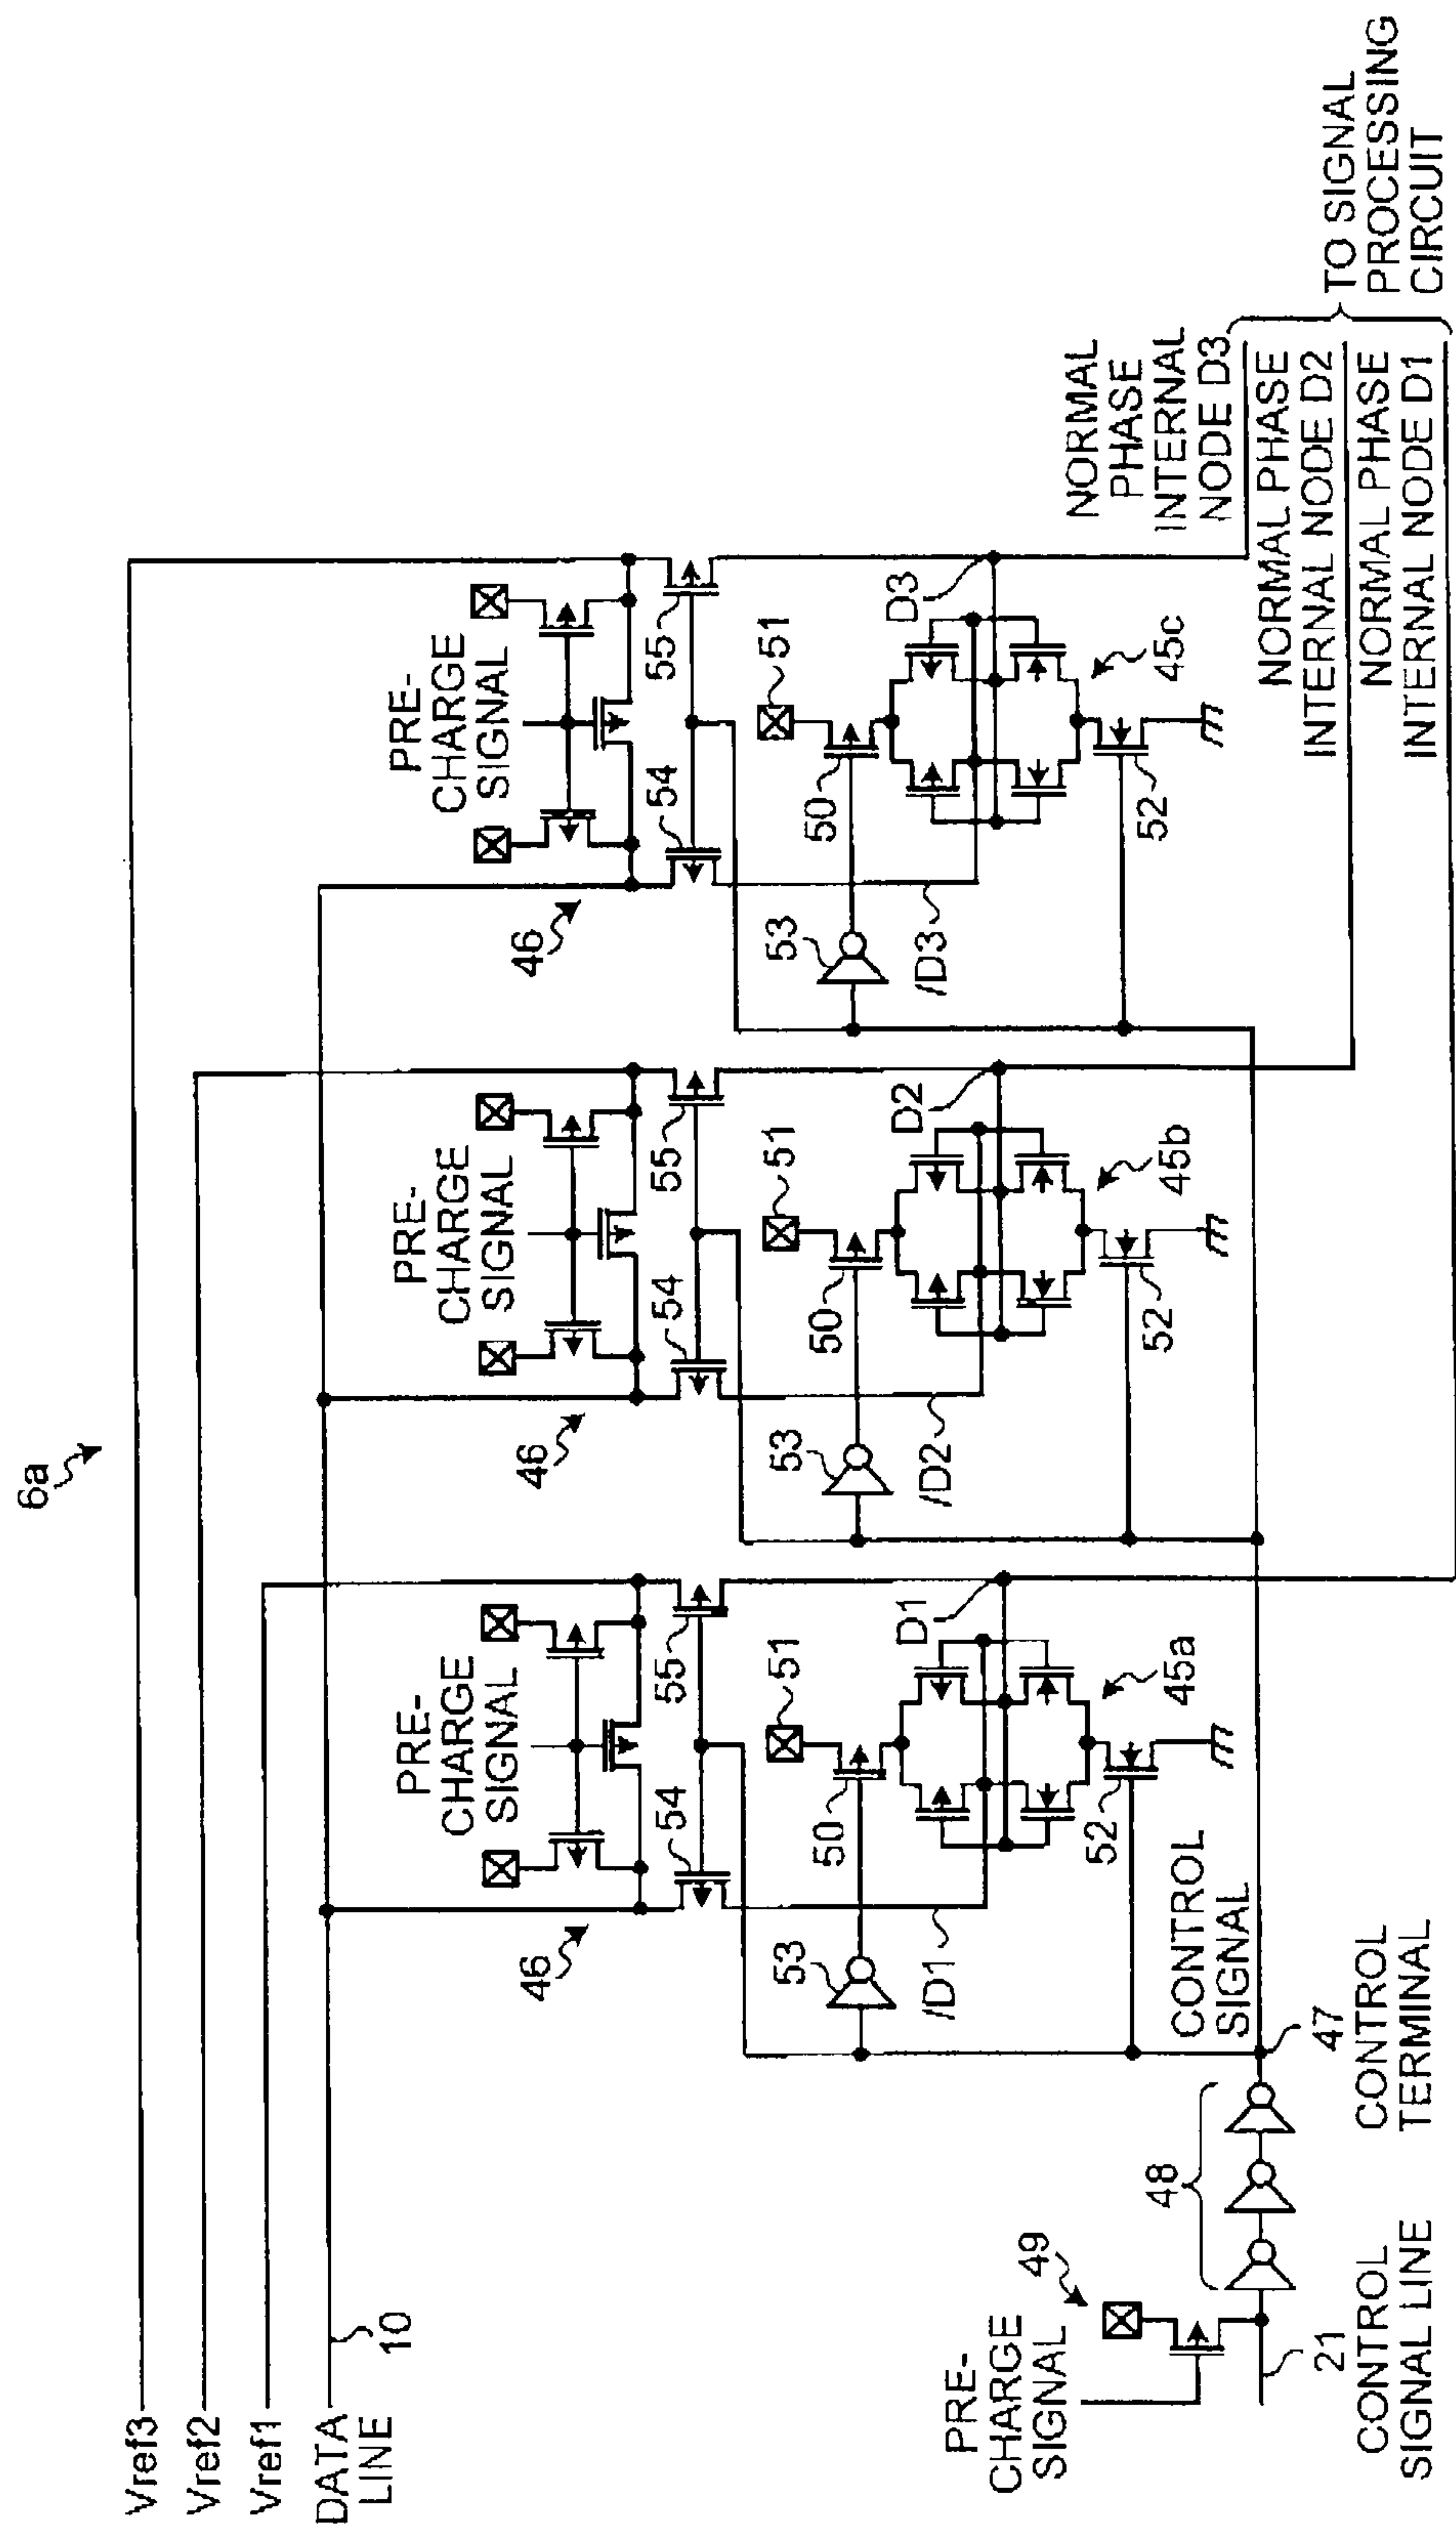 6a
Vref3
Vref2
Vref1
DATA
LINE
10
PRE-
CHARGE
SIGNAL
46
54
55
51
50
53
/D1
D1
45a
52
PRE-
CHARGE
SIGNAL
46
54
55
51
50
53
/D2
D2
45b
52
PRE-
CHARGE
SIGNAL
46
54
55
51
50
53
/D3
D3
45c
52
PRE-
CHARGE
SIGNAL
49
48
21
CONTROL
SIGNAL LINE
CONTROL
SIGNAL
47
CONTROL
TERMINAL
NORMAL
PHASE
INTERNAL
NODE D3
NORMAL PHASE
INTERNAL NODE D2
NORMAL PHASE
INTERNAL NODE D1
TO SIGNAL
PROCESSING
CIRCUIT